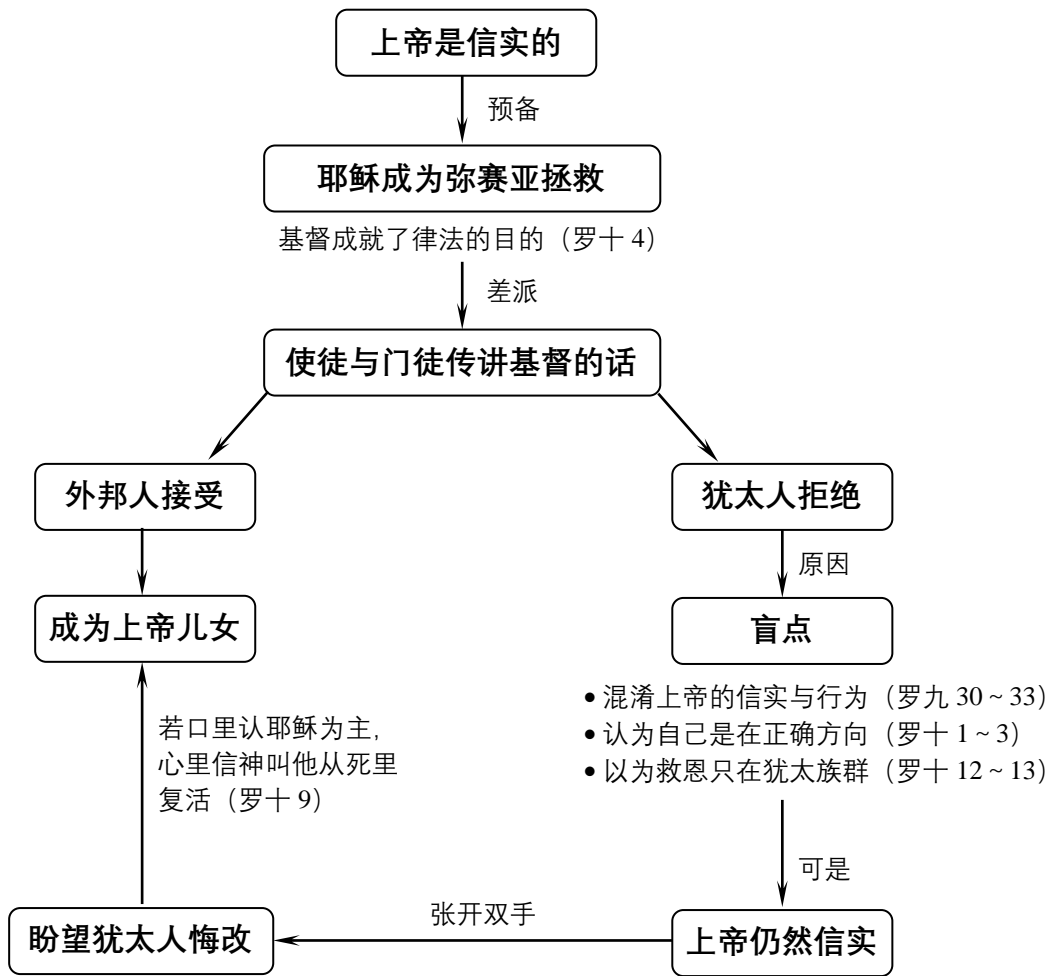 上帝是信实的
预备
耶稣成为弥赛亚拯救
基督成就了律法的目的（罗十 4）
差派
使徒与门徒传讲基督的话
外邦人接受
犹太人拒绝
原因
成为上帝儿女
盲点
• 混淆上帝的信实与行为（罗九 30 ~ 33）
• 认为自己是在正确方向（罗十 1 ~ 3）
• 以为救恩只在犹太族群（罗十 12 ~ 13）
若口里认耶稣为主，
心里信神叫他从死里
复活（罗十 9）
可是
张开双手
盼望犹太人悔改
上帝仍然信实